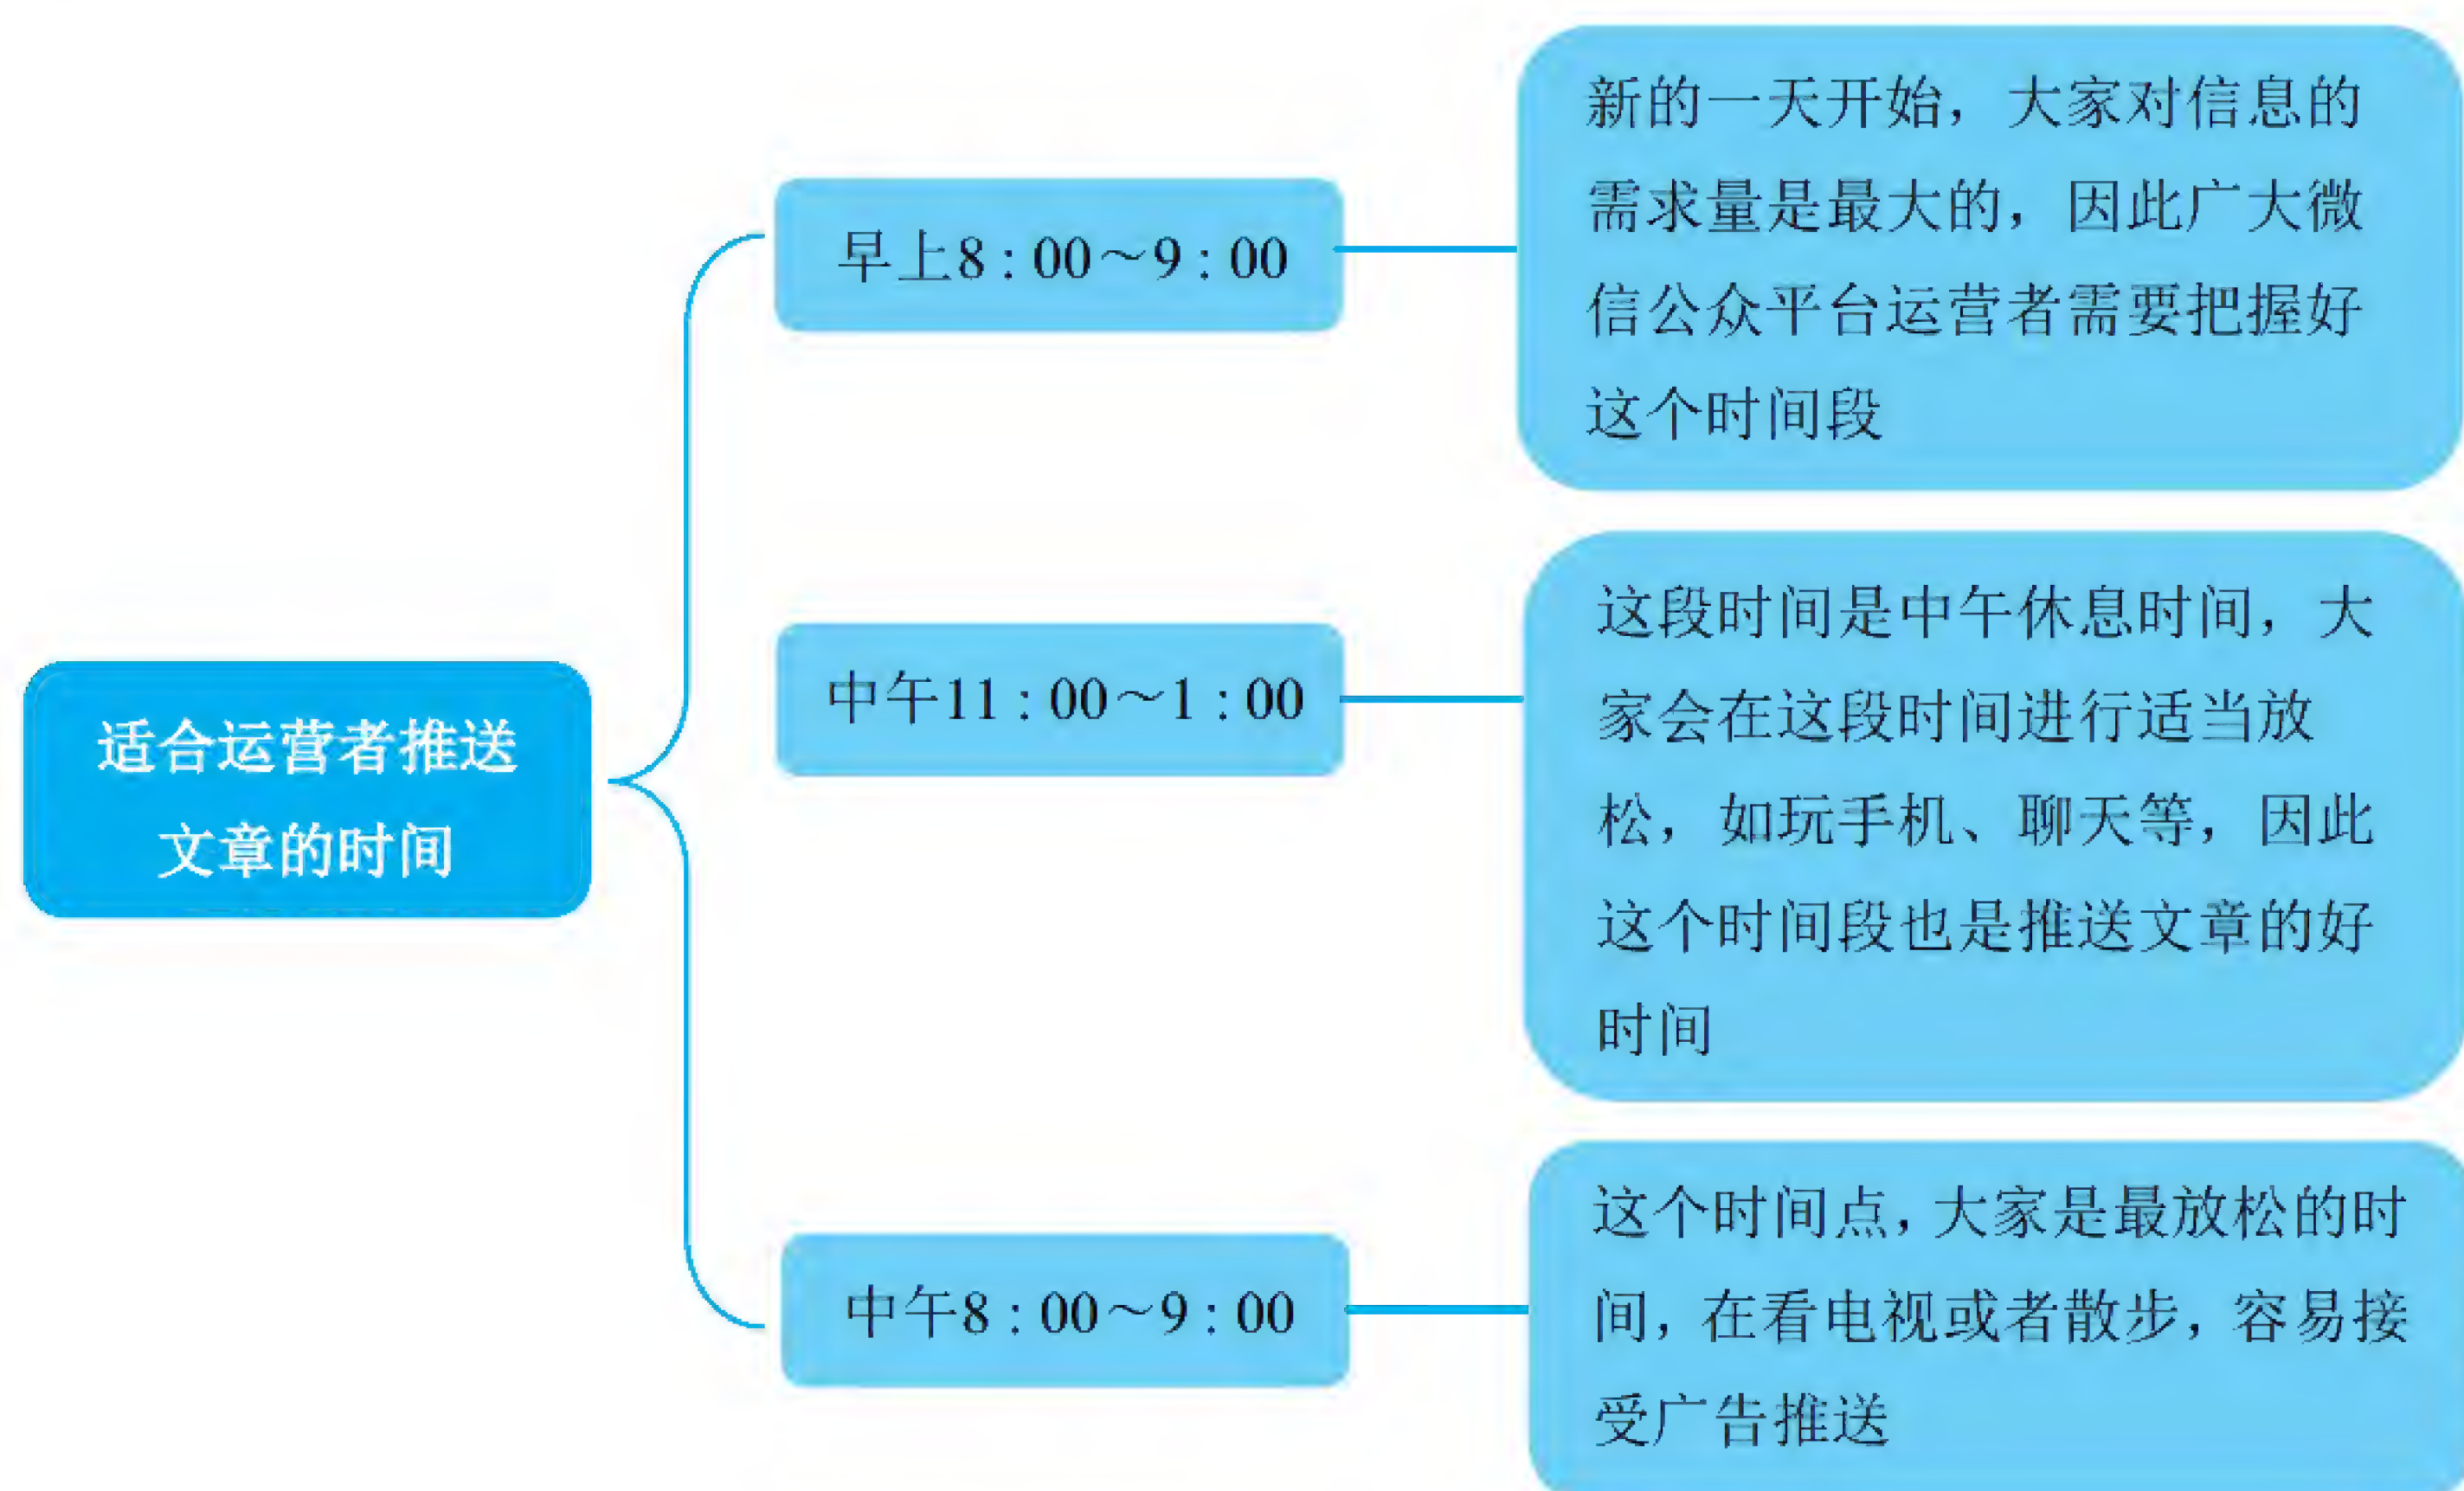 适合运营者推送
文章的时间
早上8：00～9：00
新的一天开始，大家对信息的
需求量是最大的，因此广大微
信公众平台运营者需要把握好
这个时间段
中午11：00～1：00
这段时间是中午休息时间，大
家会在这段时间进行适当放
松，如玩手机、聊天等，因此
这个时间段也是推送文章的好
时间
中午8：00～9：00
这个时间点，大家是最放松的时
间，在看电视或者散步，容易接
受广告推送